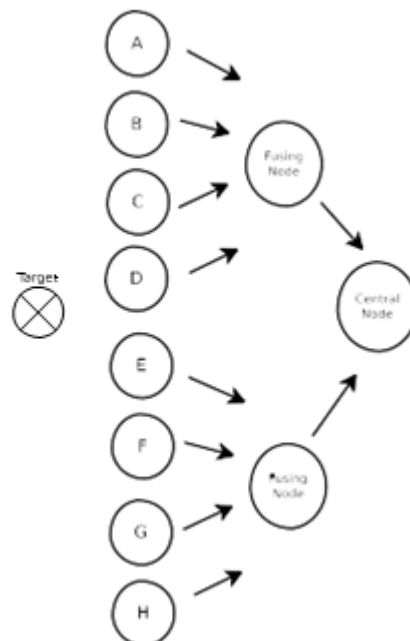 A
B
Fusing
Node
C
D
Target
Central
Node
E
F
Fusing
Node
G
H